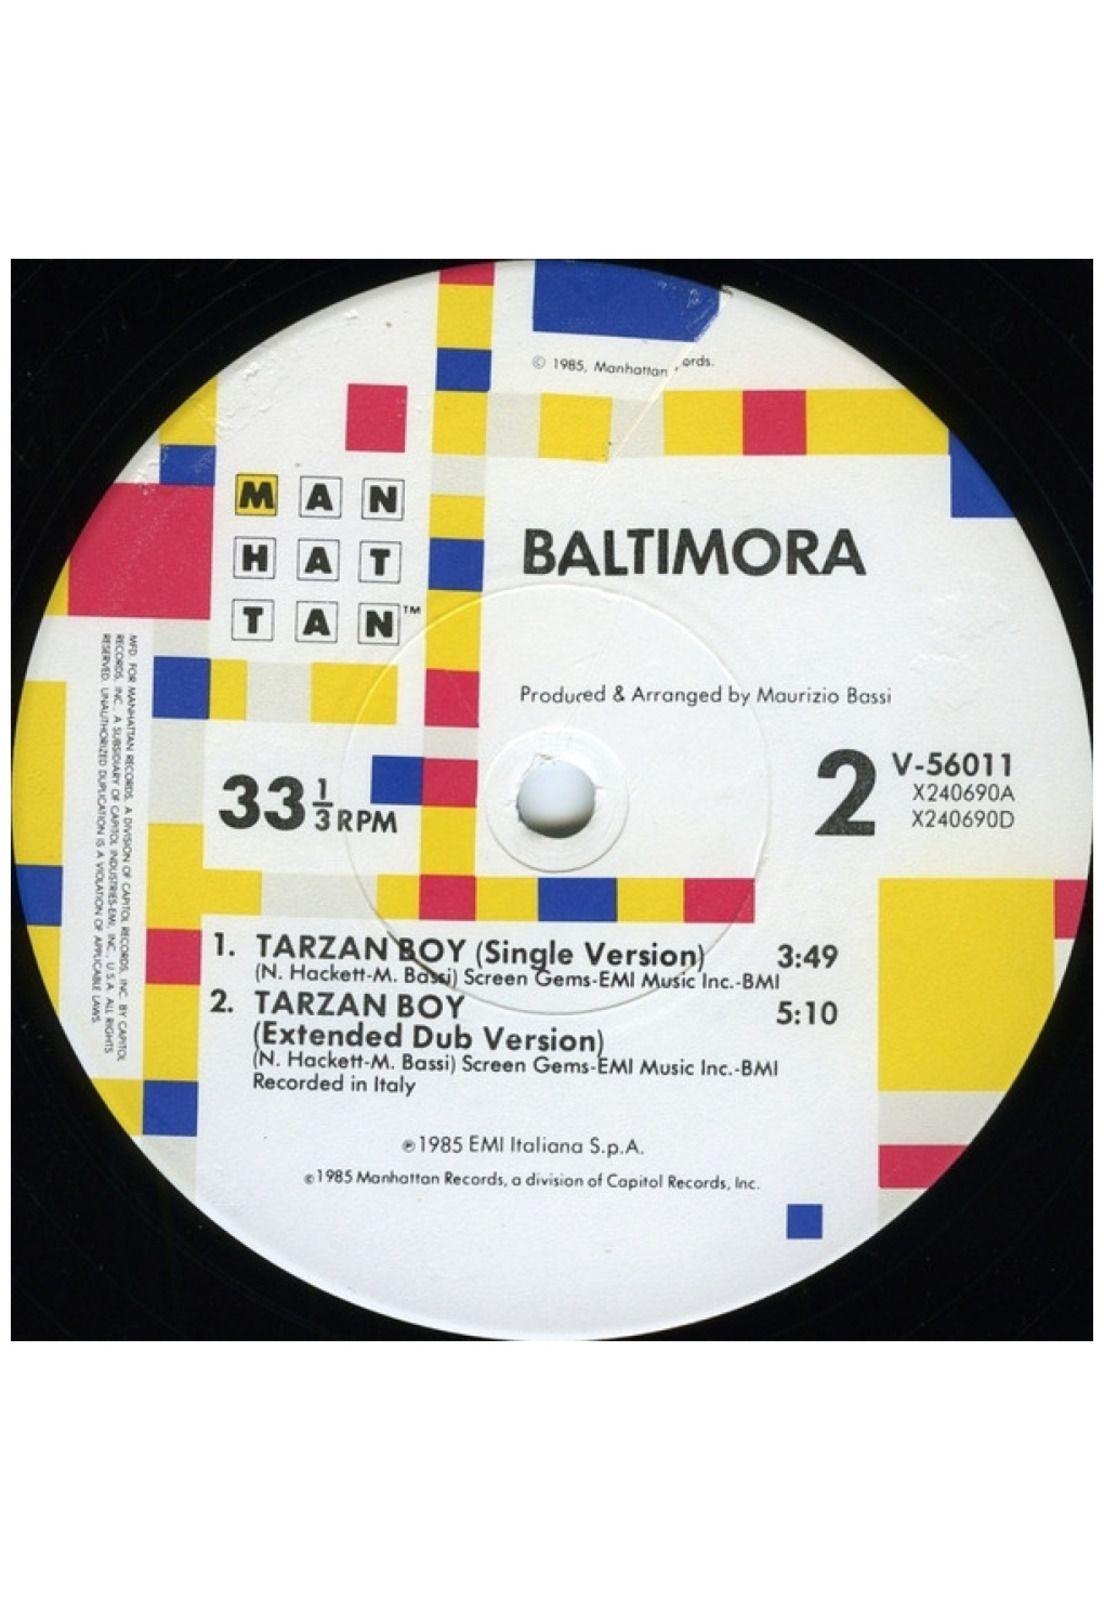 © 1985, Manhattan ords.
MAN
HAT
TAN™
BALTIMORA
Produced & Arranged by Maurizio Bassi
33 1/3 RPM
2
V-56011
X240690A
X240690D
1. TARZAN BOY (Single Version) 3:49
(N. Hackett-M. Bassi) Screen Gems-EMI Music Inc.-BMI
2. TARZAN BOY 5:10
(Extended Dub Version)
(N. Hackett-M. Bassi) Screen Gems-EMI Music Inc.-BMI
Recorded in Italy
℗1985 EMI Italiana S.p.A.
©1985 Manhattan Records, a division of Capitol Records, Inc.
MFD. FOR MANHATTAN RECORDS, A DIVISION OF CAPITOL RECORDS, INC. BY CAPITOL
RECORDS, INC., A SUBSIDIARY OF CAPITOL INDUSTRIES-EMI, INC., U.S.A. ALL RIGHTS
RESERVED. UNAUTHORIZED DUPLICATION IS A VIOLATION OF APPLICABLE LAWS.